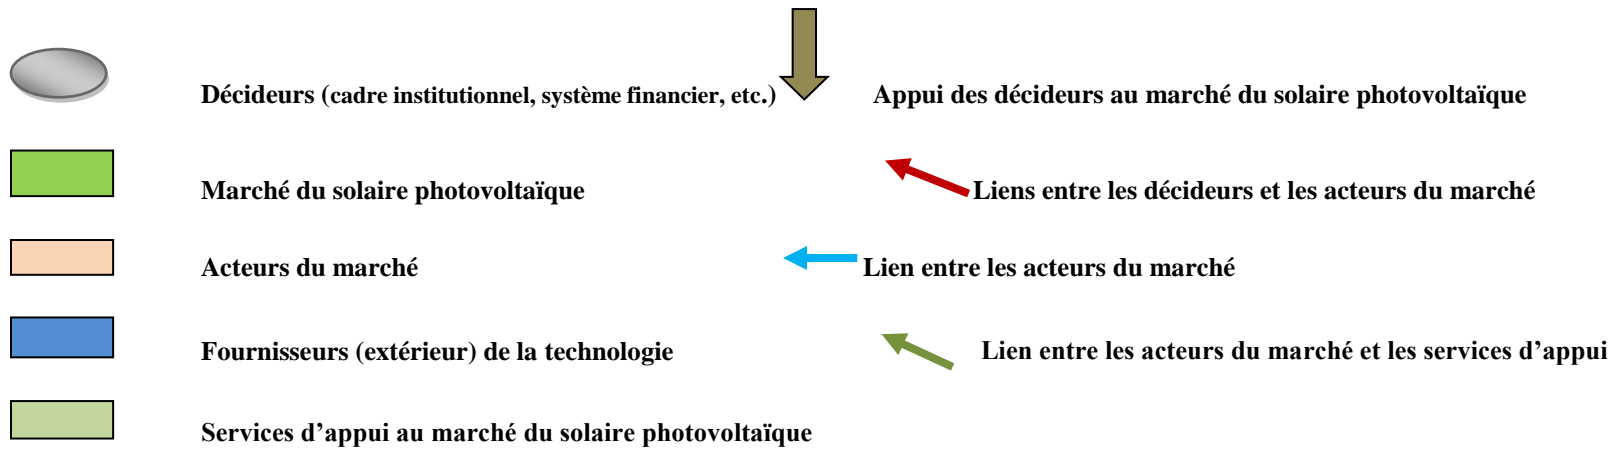 Décideurs (cadre institutionnel, système financier, etc.)
Appui des décideurs au marché du solaire photovoltaïque
Marché du solaire photovoltaïque
Liens entre les décideurs et les acteurs du marché
Acteurs du marché
Lien entre les acteurs du marché
Fournisseurs (extérieur) de la technologie
Lien entre les acteurs du marché et les services d’appui
Services d’appui au marché du solaire photovoltaïque